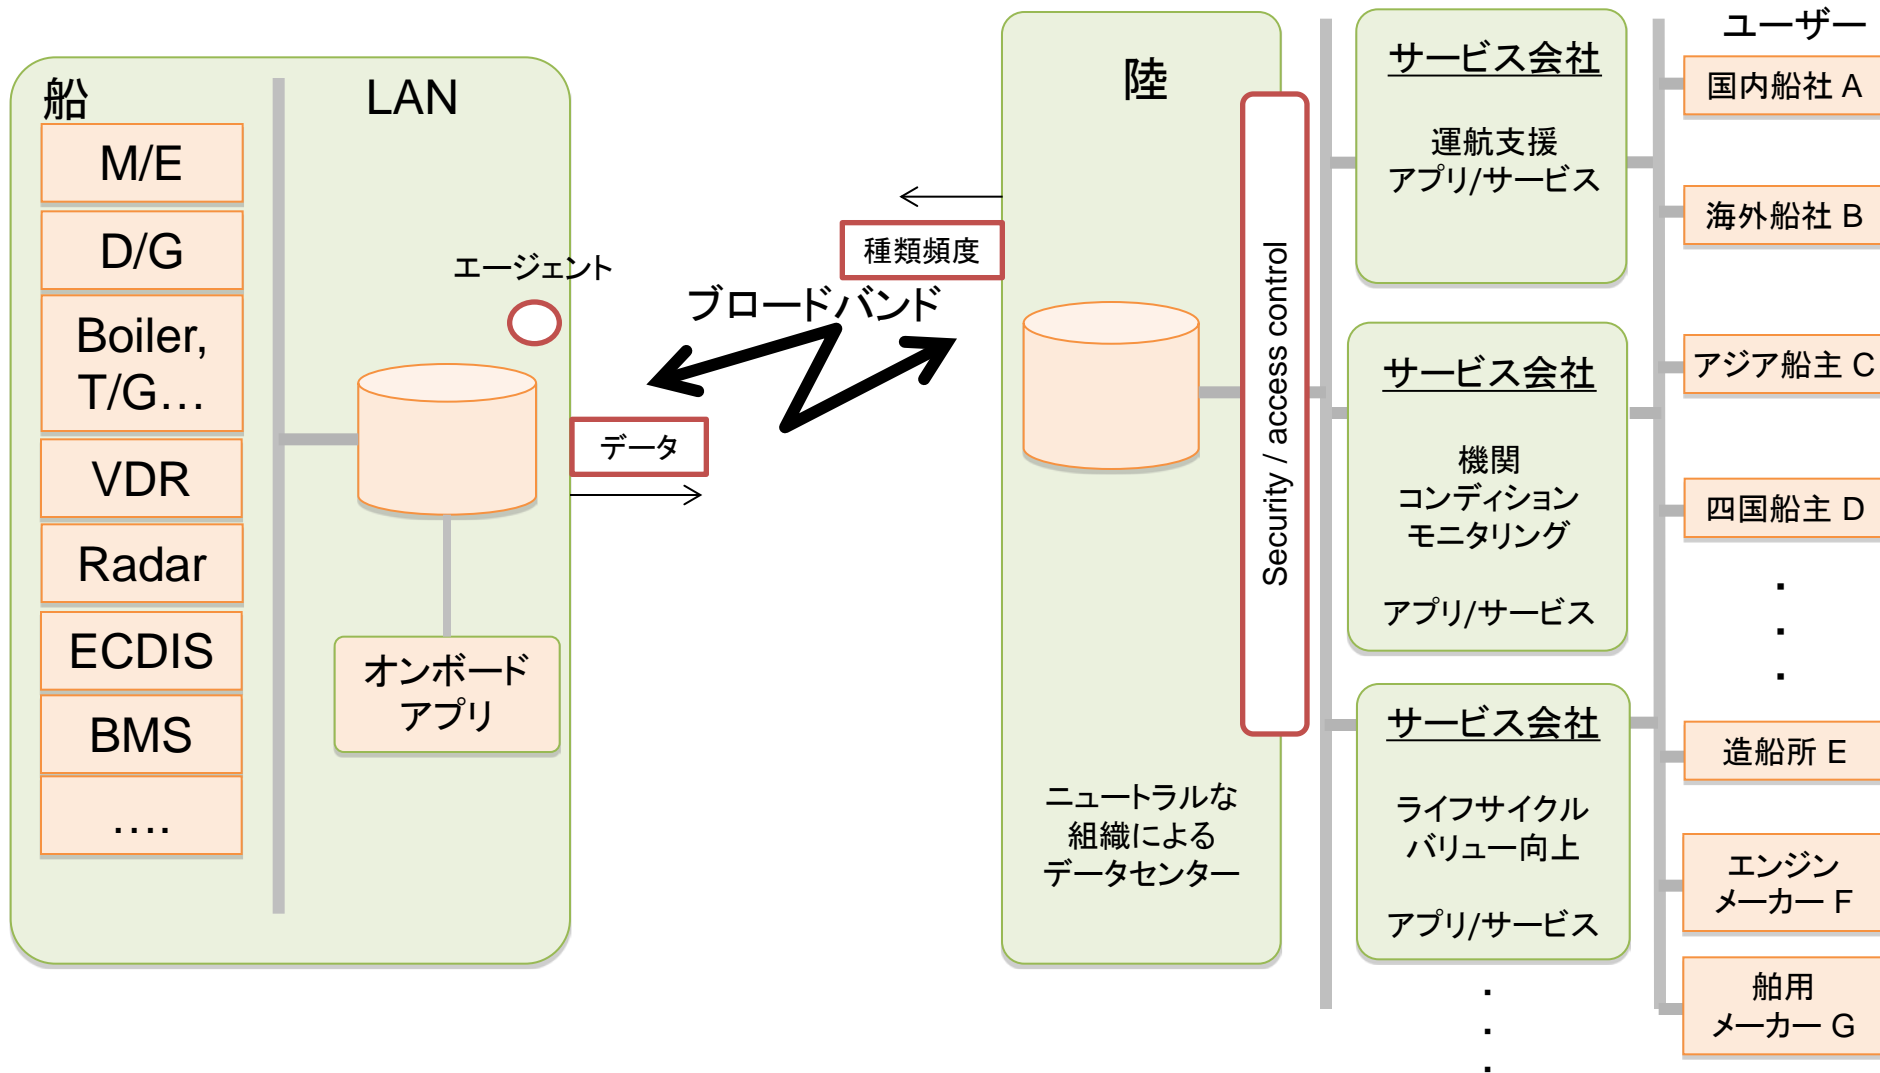 船
LAN
M/E
D/G
Boiler,
T/G…
VDR
Radar
ECDIS
BMS
….
エージェント
オンボード
アプリ
データ
ブロードバンド
種類頻度
陸
ニュートラルな
組織による
データセンター
Security / access control
サービス会社
運航支援
アプリ/サービス
サービス会社
機関
コンディション
モニタリング
アプリ/サービス
サービス会社
ライフサイクル
バリュー向上
アプリ/サービス
・
・
・
ユーザー
国内船社 A
海外船社 B
アジア船主 C
四国船主 D
・
・
・
造船所 E
エンジン
メーカー F
舶用
メーカー G